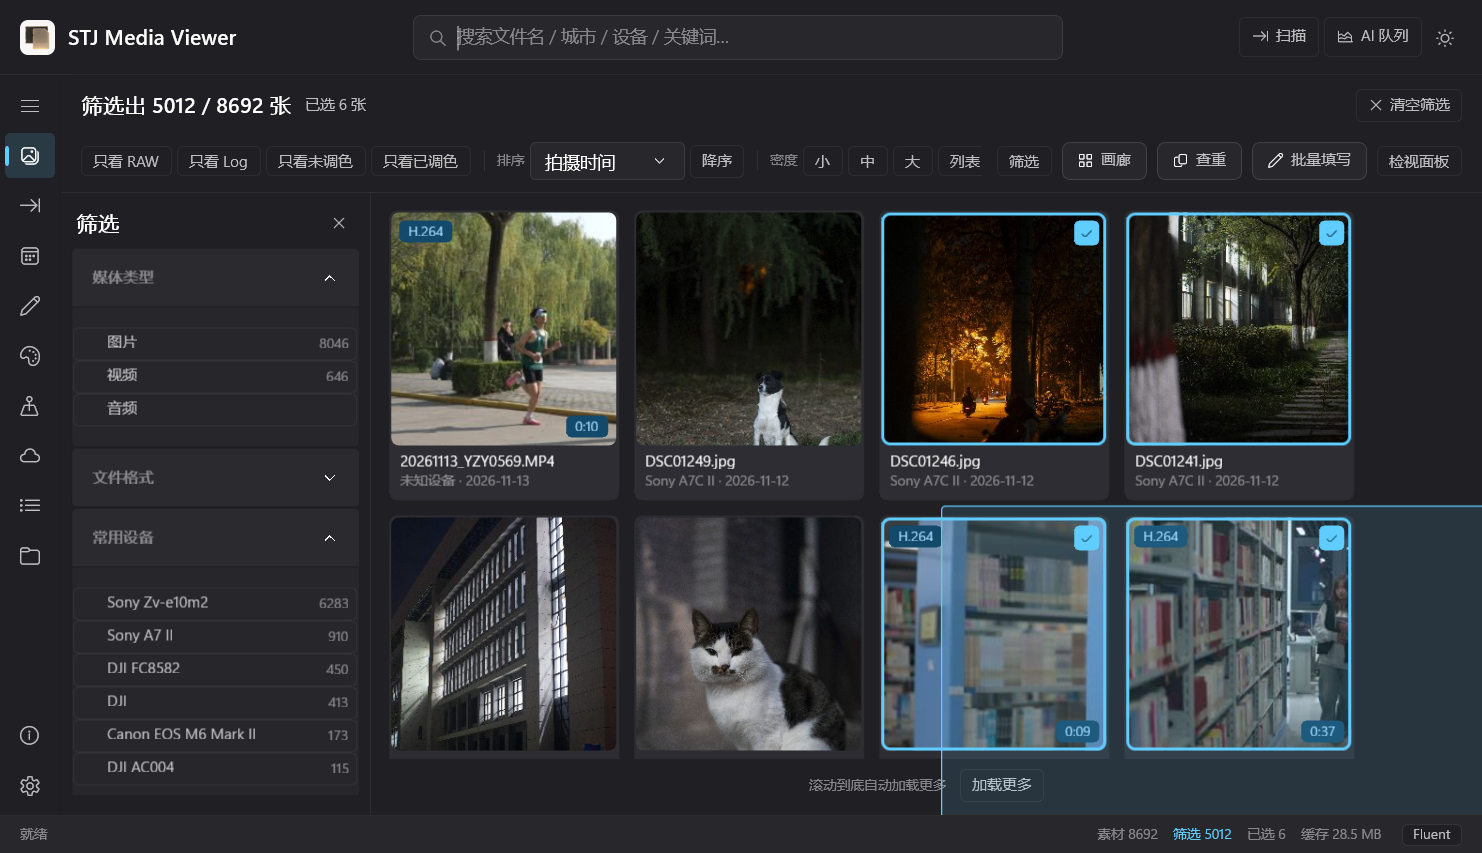 STJ Media Viewer
搜索文件名 / 城市 / 设备 / 关键词...
扫描
AI 队列
筛选出 5012 / 8692 张
已选 6 张
清空筛选
只看 RAW
只看 Log
只看未调色
只看已调色
排序
拍摄时间
降序
密度
小
中
大
列表
筛选
画廊
查重
批量填写
检视面板
筛选
媒体类型
图片 8046
视频 646
音频
文件格式
常用设备
Sony Zv-e10m2 6283
Sony A7 II 910
DJI FC8582 450
DJI 413
Canon EOS M6 Mark II 173
DJI AC004 115
H.264
0:10
20261113_YZY0569.MP4
未知设备 · 2026-11-13
DSC01249.jpg
Sony A7C II · 2026-11-12
DSC01246.jpg
Sony A7C II · 2026-11-12
DSC01241.jpg
Sony A7C II · 2026-11-12
H.264
0:09
H.264
0:37
滚动到底自动加载更多
加载更多
就绪
素材 8692
筛选 5012
已选 6
缓存 28.5 MB
Fluent